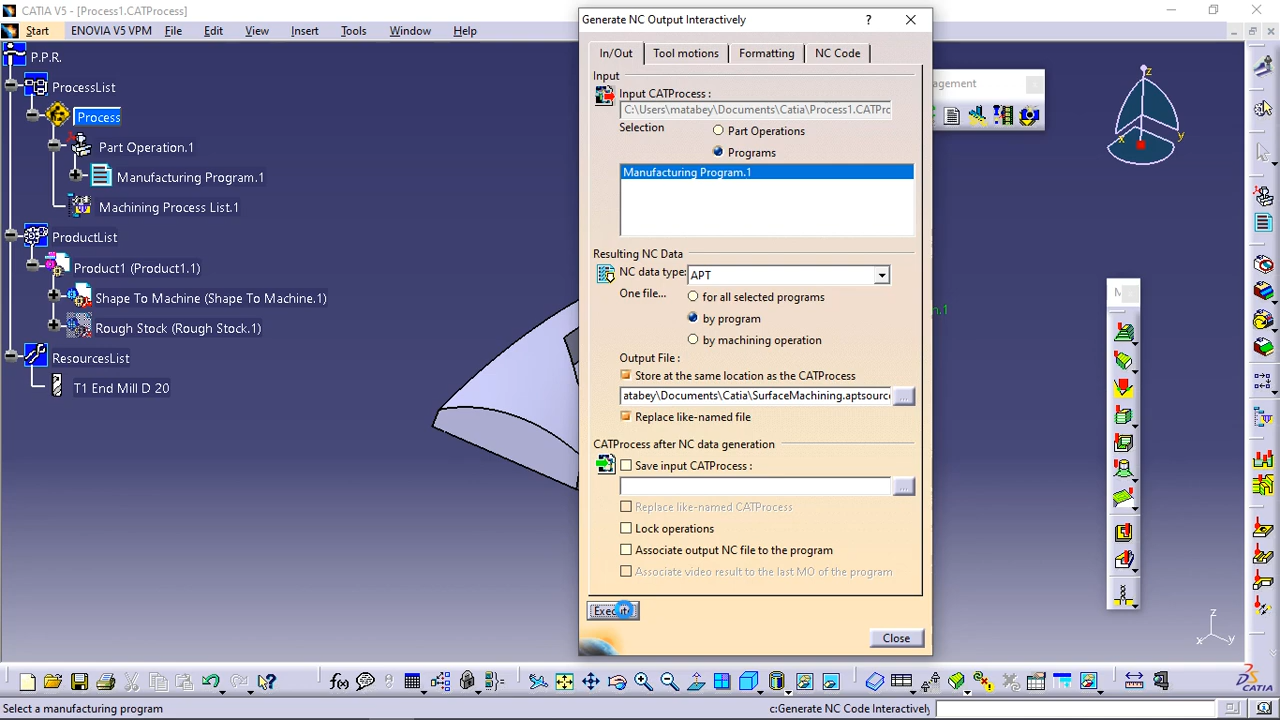 CATIA V5 - [Process1.CATProcess]
Start ENOVIA V5 VPM File Edit View Insert Tools Window Help
P.P.R.
ProcessList
Process
Part Operation.1
Manufacturing Program.1
Machining Process List.1
ProductList
Product1 (Product1.1)
Shape To Machine (Shape To Machine.1)
Rough Stock (Rough Stock.1)
ResourcesList
T1 End Mill D 20
Generate NC Output Interactively
In/Out Tool motions Formatting NC Code
Input
Input CATProcess :
C:\Users\matabey\Documents\Catia\Process1.CATPrc
Selection
Part Operations
Programs
Manufacturing Program.1
Resulting NC Data
NC data type: APT
One file... for all selected programs
by program
by machining operation
Output File :
Store at the same location as the CATProcess
atabey\Documents\Catia\SurfaceMachining.aptsource
...
Replace like-named file
CATProcess after NC data generation
Save input CATProcess :
...
Replace like-named CATProcess
Lock operations
Associate output NC file to the program
Associate video result to the last MO of the program
Execute
Close
agement
M
n.1
z
x y
z
x y
Select a manufacturing program
c:Generate NC Code Interactively
CATIA